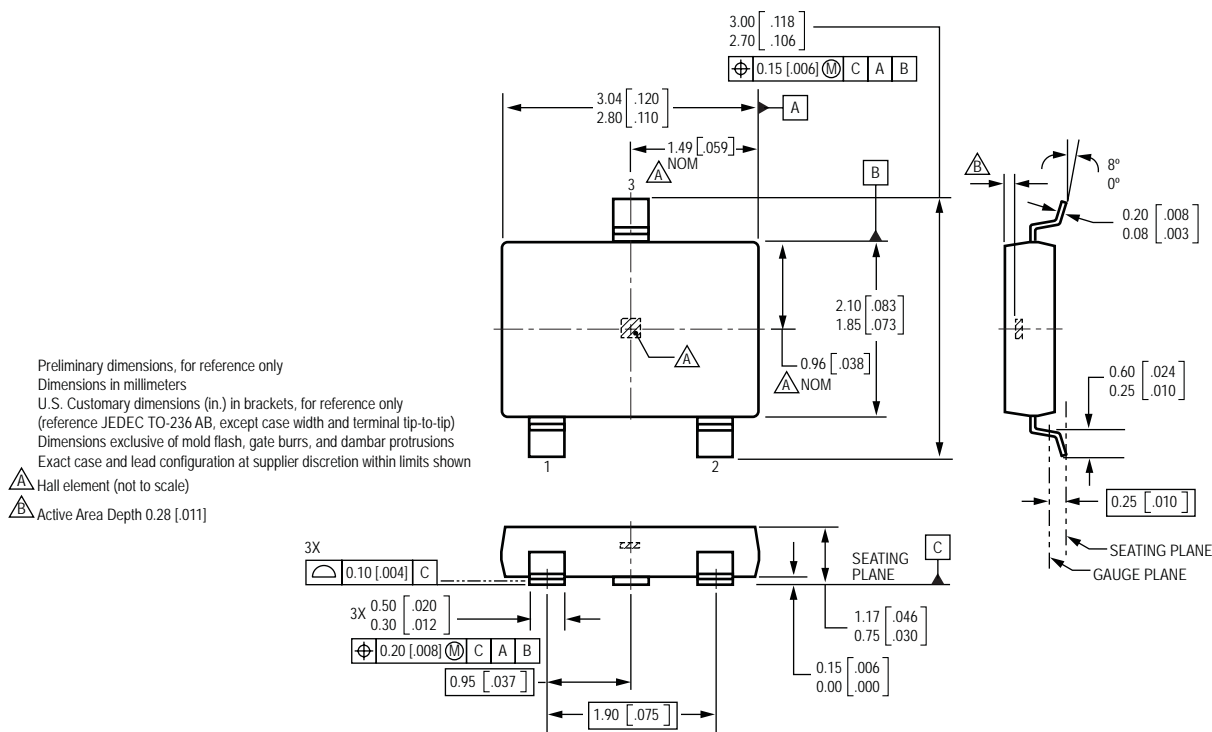 3.00 [ .118 ]
2.70 [ .106 ]
⌖ 0.15 [.006] Ⓜ C A B
3.04 [ .120 ]
2.80 [ .110 ]
A
1.49 [ .059 ]
A NOM
3
B
B
8º
0º
0.20 [ .008 ]
0.08 [ .003 ]
2.10 [ .083 ]
1.85 [ .073 ]
A
0.96 [ .038 ]
A NOM
0.60 [ .024 ]
0.25 [ .010 ]
1
2
Preliminary dimensions, for reference only
Dimensions in millimeters
U.S. Customary dimensions (in.) in brackets, for reference only
(reference JEDEC TO-236 AB, except case width and terminal tip-to-tip)
Dimensions exclusive of mold flash, gate burrs, and dambar protrusions
Exact case and lead configuration at supplier discretion within limits shown
A Hall element (not to scale)
B Active Area Depth 0.28 [.011]
0.25 [ .010 ]
SEATING PLANE
GAUGE PLANE
3X
⌓ 0.10 [.004] C
SEATING
PLANE
C
3X 0.50 [ .020 ]
0.30 [ .012 ]
⌖ 0.20 [.008] Ⓜ C A B
1.17 [ .046 ]
0.75 [ .030 ]
0.15 [ .006 ]
0.00 [ .000 ]
0.95 [ .037 ]
1.90 [ .075 ]